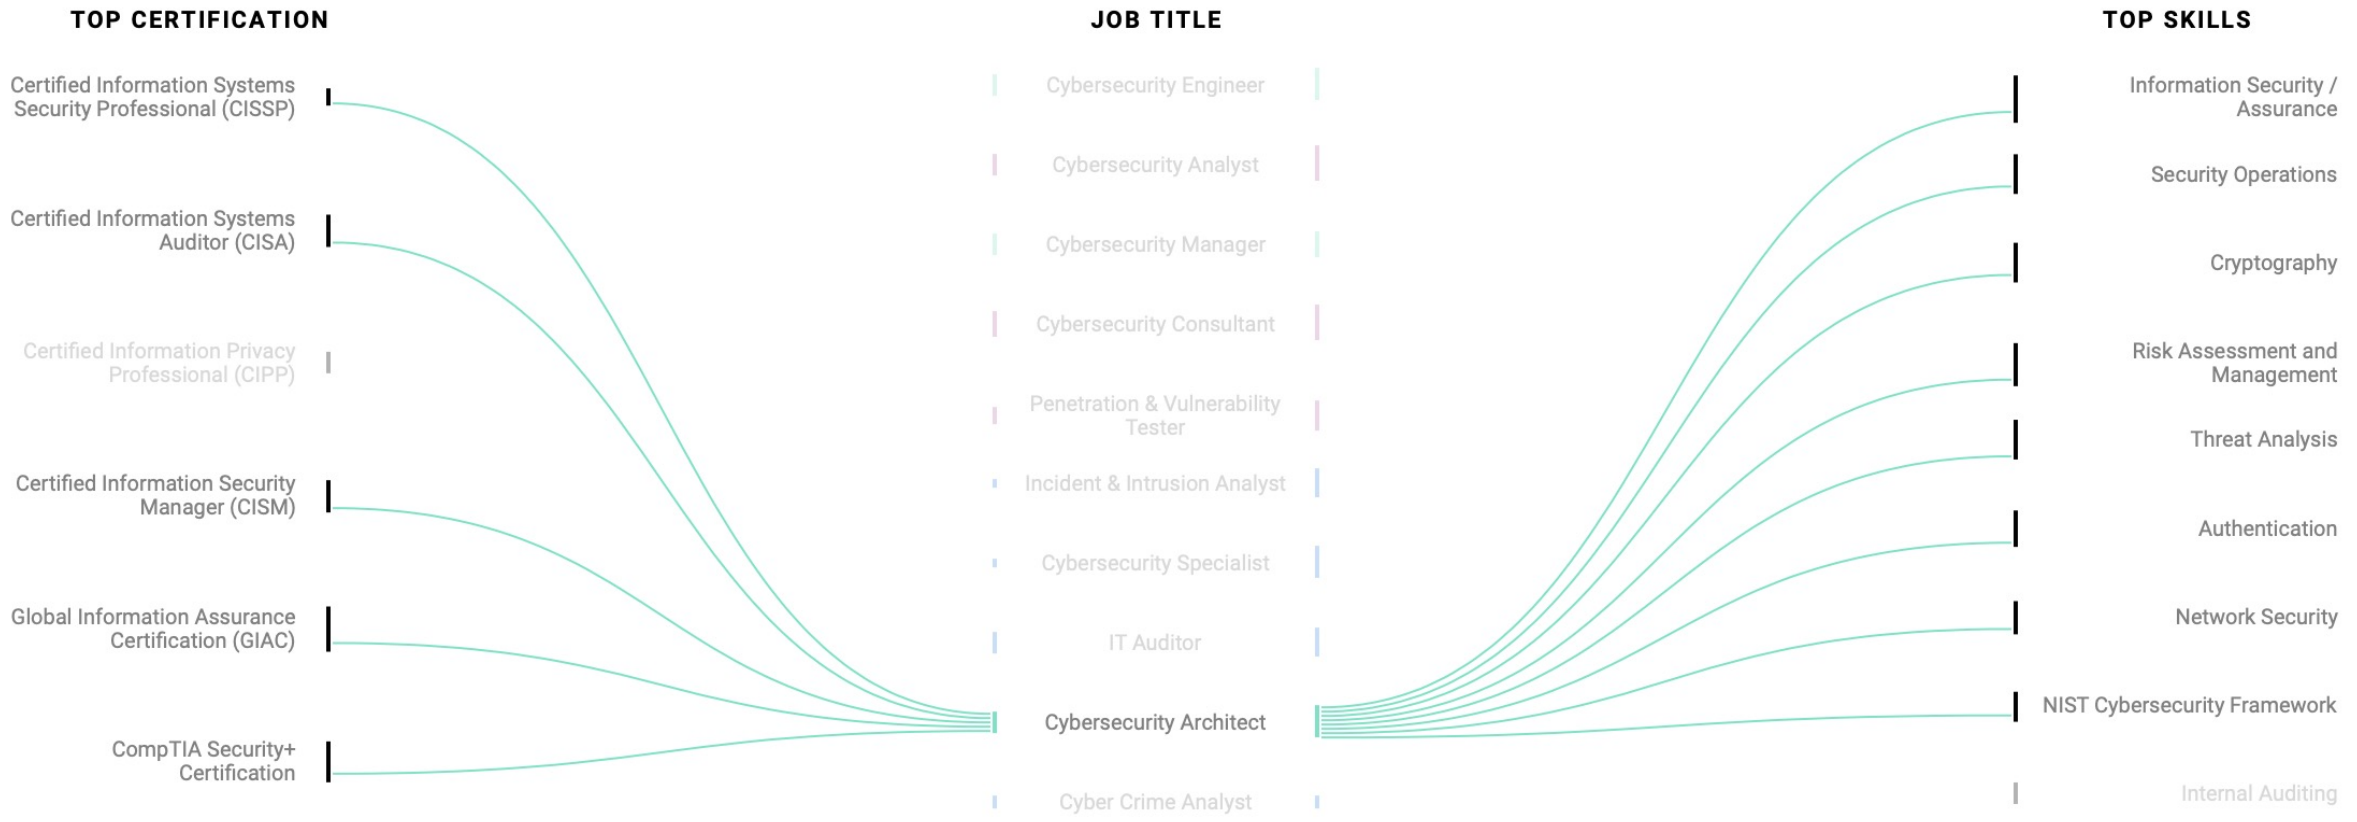 TOP CERTIFICATION
JOB TITLE
TOP SKILLS
Certified Information Systems
Security Professional (CISSP)
Certified Information Systems
Auditor (CISA)
Certified Information Privacy
Professional (CIPP)
Certified Information Security
Manager (CISM)
Global Information Assurance
Certification (GIAC)
CompTIA Security+
Certification
Cybersecurity Engineer
Cybersecurity Analyst
Cybersecurity Manager
Cybersecurity Consultant
Penetration & Vulnerability
Tester
Incident & Intrusion Analyst
Cybersecurity Specialist
IT Auditor
Cybersecurity Architect
Cyber Crime Analyst
Information Security /
Assurance
Security Operations
Cryptography
Risk Assessment and
Management
Threat Analysis
Authentication
Network Security
NIST Cybersecurity Framework
Internal Auditing